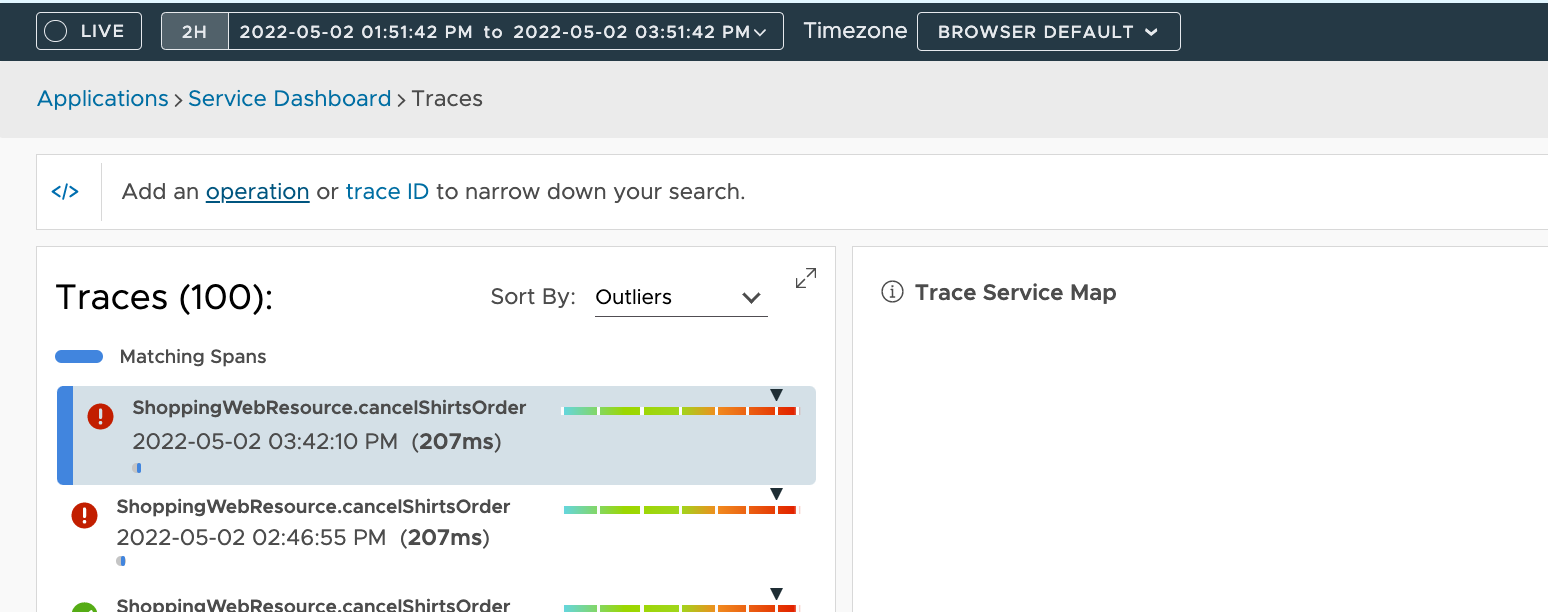 LIVE 2H 2022-05-02 01:51:42 PM to 2022-05-02 03:51:42 PM Timezone BROWSER DEFAULT
Applications > Service Dashboard > Traces
</> Add an operation or trace ID to narrow down your search.
Traces (100): Sort By: Outliers
Matching Spans
ShoppingWebResource.cancelShirtsOrder
2022-05-02 03:42:10 PM (207ms)
ShoppingWebResource.cancelShirtsOrder
2022-05-02 02:46:55 PM (207ms)
ShoppingWebResource.cancelShirtsOrder
Trace Service Map